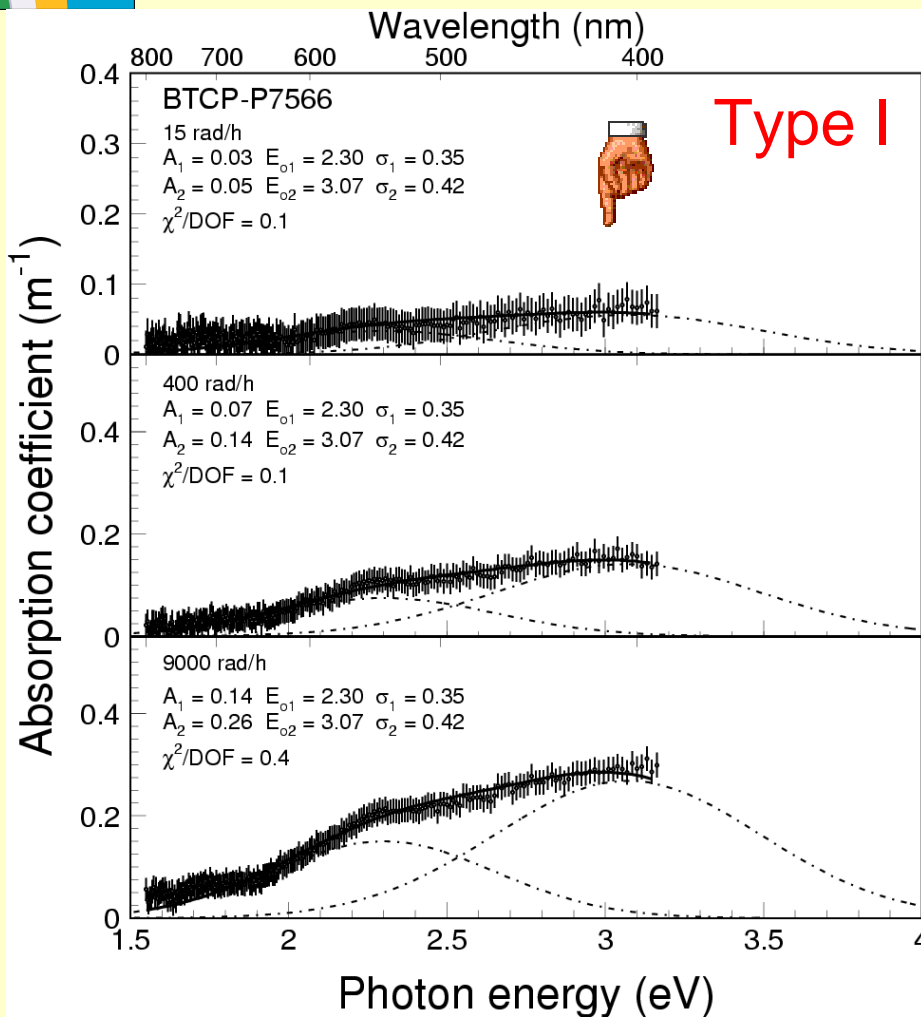 Wavelength (nm)
800 700 600 500 400
Type I
BTCP-P7566
15 rad/h
A₁ = 0.03 Eₒ₁ = 2.30 σ₁ = 0.35
A₂ = 0.05 Eₒ₂ = 3.07 σ₂ = 0.42
χ²/DOF = 0.1
0.4
0.3
0.2
0.1
0
400 rad/h
A₁ = 0.07 Eₒ₁ = 2.30 σ₁ = 0.35
A₂ = 0.14 Eₒ₂ = 3.07 σ₂ = 0.42
χ²/DOF = 0.1
0.4
0.2
0
9000 rad/h
A₁ = 0.14 Eₒ₁ = 2.30 σ₁ = 0.35
A₂ = 0.26 Eₒ₂ = 3.07 σ₂ = 0.42
χ²/DOF = 0.4
0.4
0.2
0
Absorption coefficient (m⁻¹)
1.5 2 2.5 3 3.5 4
Photon energy (eV)